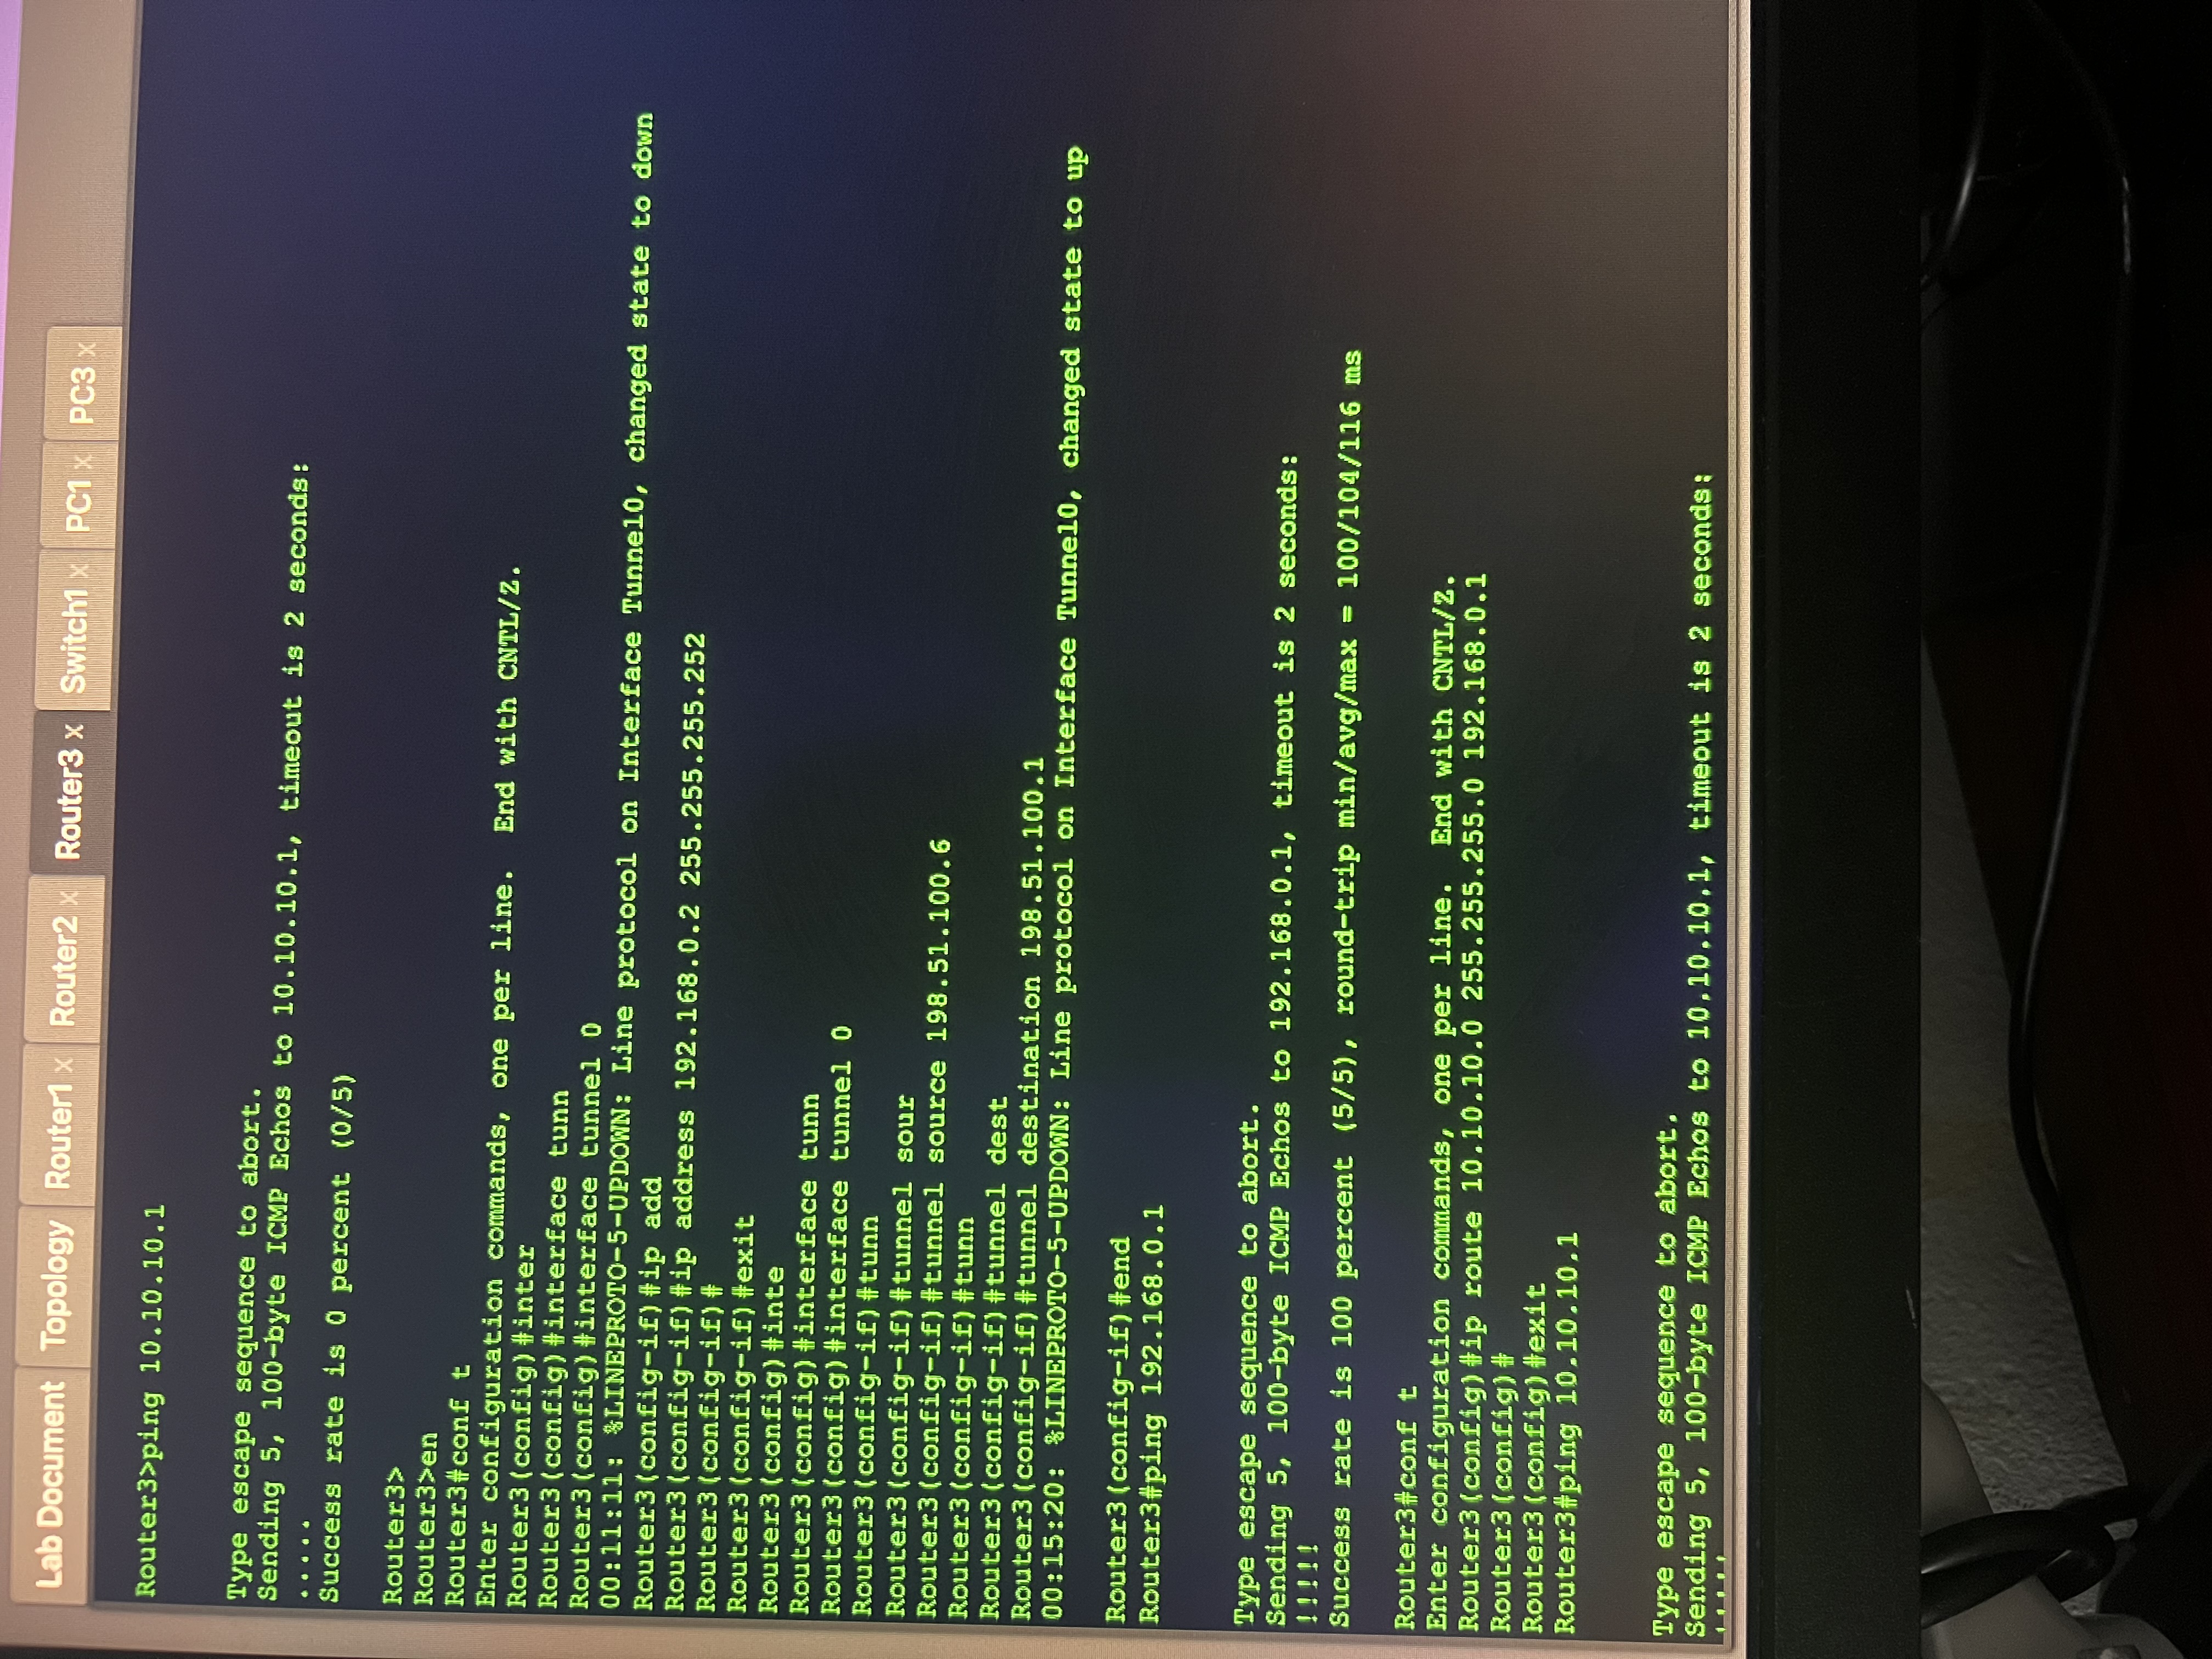 Lab Document Topology Router1 x Router2 x Router3 x Switch1 x PC1 x PC3 x
Router3>ping 10.10.10.1
Type escape sequence to abort.
Sending 5, 100-byte ICMP Echos to 10.10.10.1, timeout is 2 seconds:
.....
Success rate is 0 percent (0/5)
Router3>
Router3>en
Router3#conf t
Enter configuration commands, one per line.  End with CNTL/Z.
Router3(config)#inter
Router3(config)#interface tunn
Router3(config)#interface tunnel 0
00:11:11: %LINEPROTO-5-UPDOWN: Line protocol on Interface Tunnel0, changed state to down
Router3(config-if)#ip add
Router3(config-if)#ip address 192.168.0.2 255.255.255.252
Router3(config-if)#
Router3(config-if)#exit
Router3(config)#inte
Router3(config)#interface tunn
Router3(config)#interface tunnel 0
Router3(config-if)#tunn
Router3(config-if)#tunnel sour
Router3(config-if)#tunnel source 198.51.100.6
Router3(config-if)#tunn
Router3(config-if)#tunnel dest
Router3(config-if)#tunnel destination 198.51.100.1
00:15:20: %LINEPROTO-5-UPDOWN: Line protocol on Interface Tunnel0, changed state to up
Router3(config-if)#end
Router3#ping 192.168.0.1
Type escape sequence to abort.
Sending 5, 100-byte ICMP Echos to 192.168.0.1, timeout is 2 seconds:
!!!!!
Success rate is 100 percent (5/5), round-trip min/avg/max = 100/104/116 ms
Router3#conf t
Enter configuration commands, one per line.  End with CNTL/Z.
Router3(config)#ip route 10.10.10.0 255.255.255.0 192.168.0.1
Router3(config)#
Router3(config)#exit
Router3#ping 10.10.10.1
Type escape sequence to abort.
Sending 5, 100-byte ICMP Echos to 10.10.10.1, timeout is 2 seconds:
!!!!!